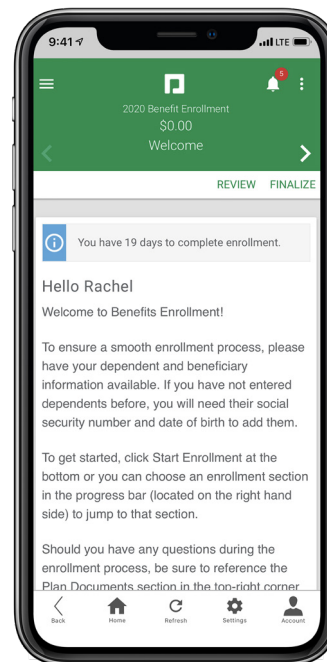 9:41
LTE
5
2020 Benefit Enrollment
$0.00
Welcome
REVIEW FINALIZE
You have 19 days to complete enrollment.
Hello Rachel
Welcome to Benefits Enrollment!
To ensure a smooth enrollment process, please
have your dependent and beneficiary
information available. If you have not entered
dependents before, you will need their social
security number and date of birth to add them.
To get started, click Start Enrollment at the
bottom or you can choose an enrollment section
in the progress bar (located on the right hand
side) to jump to that section.
Should you have any questions during the
enrollment process, be sure to reference the
Plan Documents section in the top-right corner
Back Home Refresh Settings Account